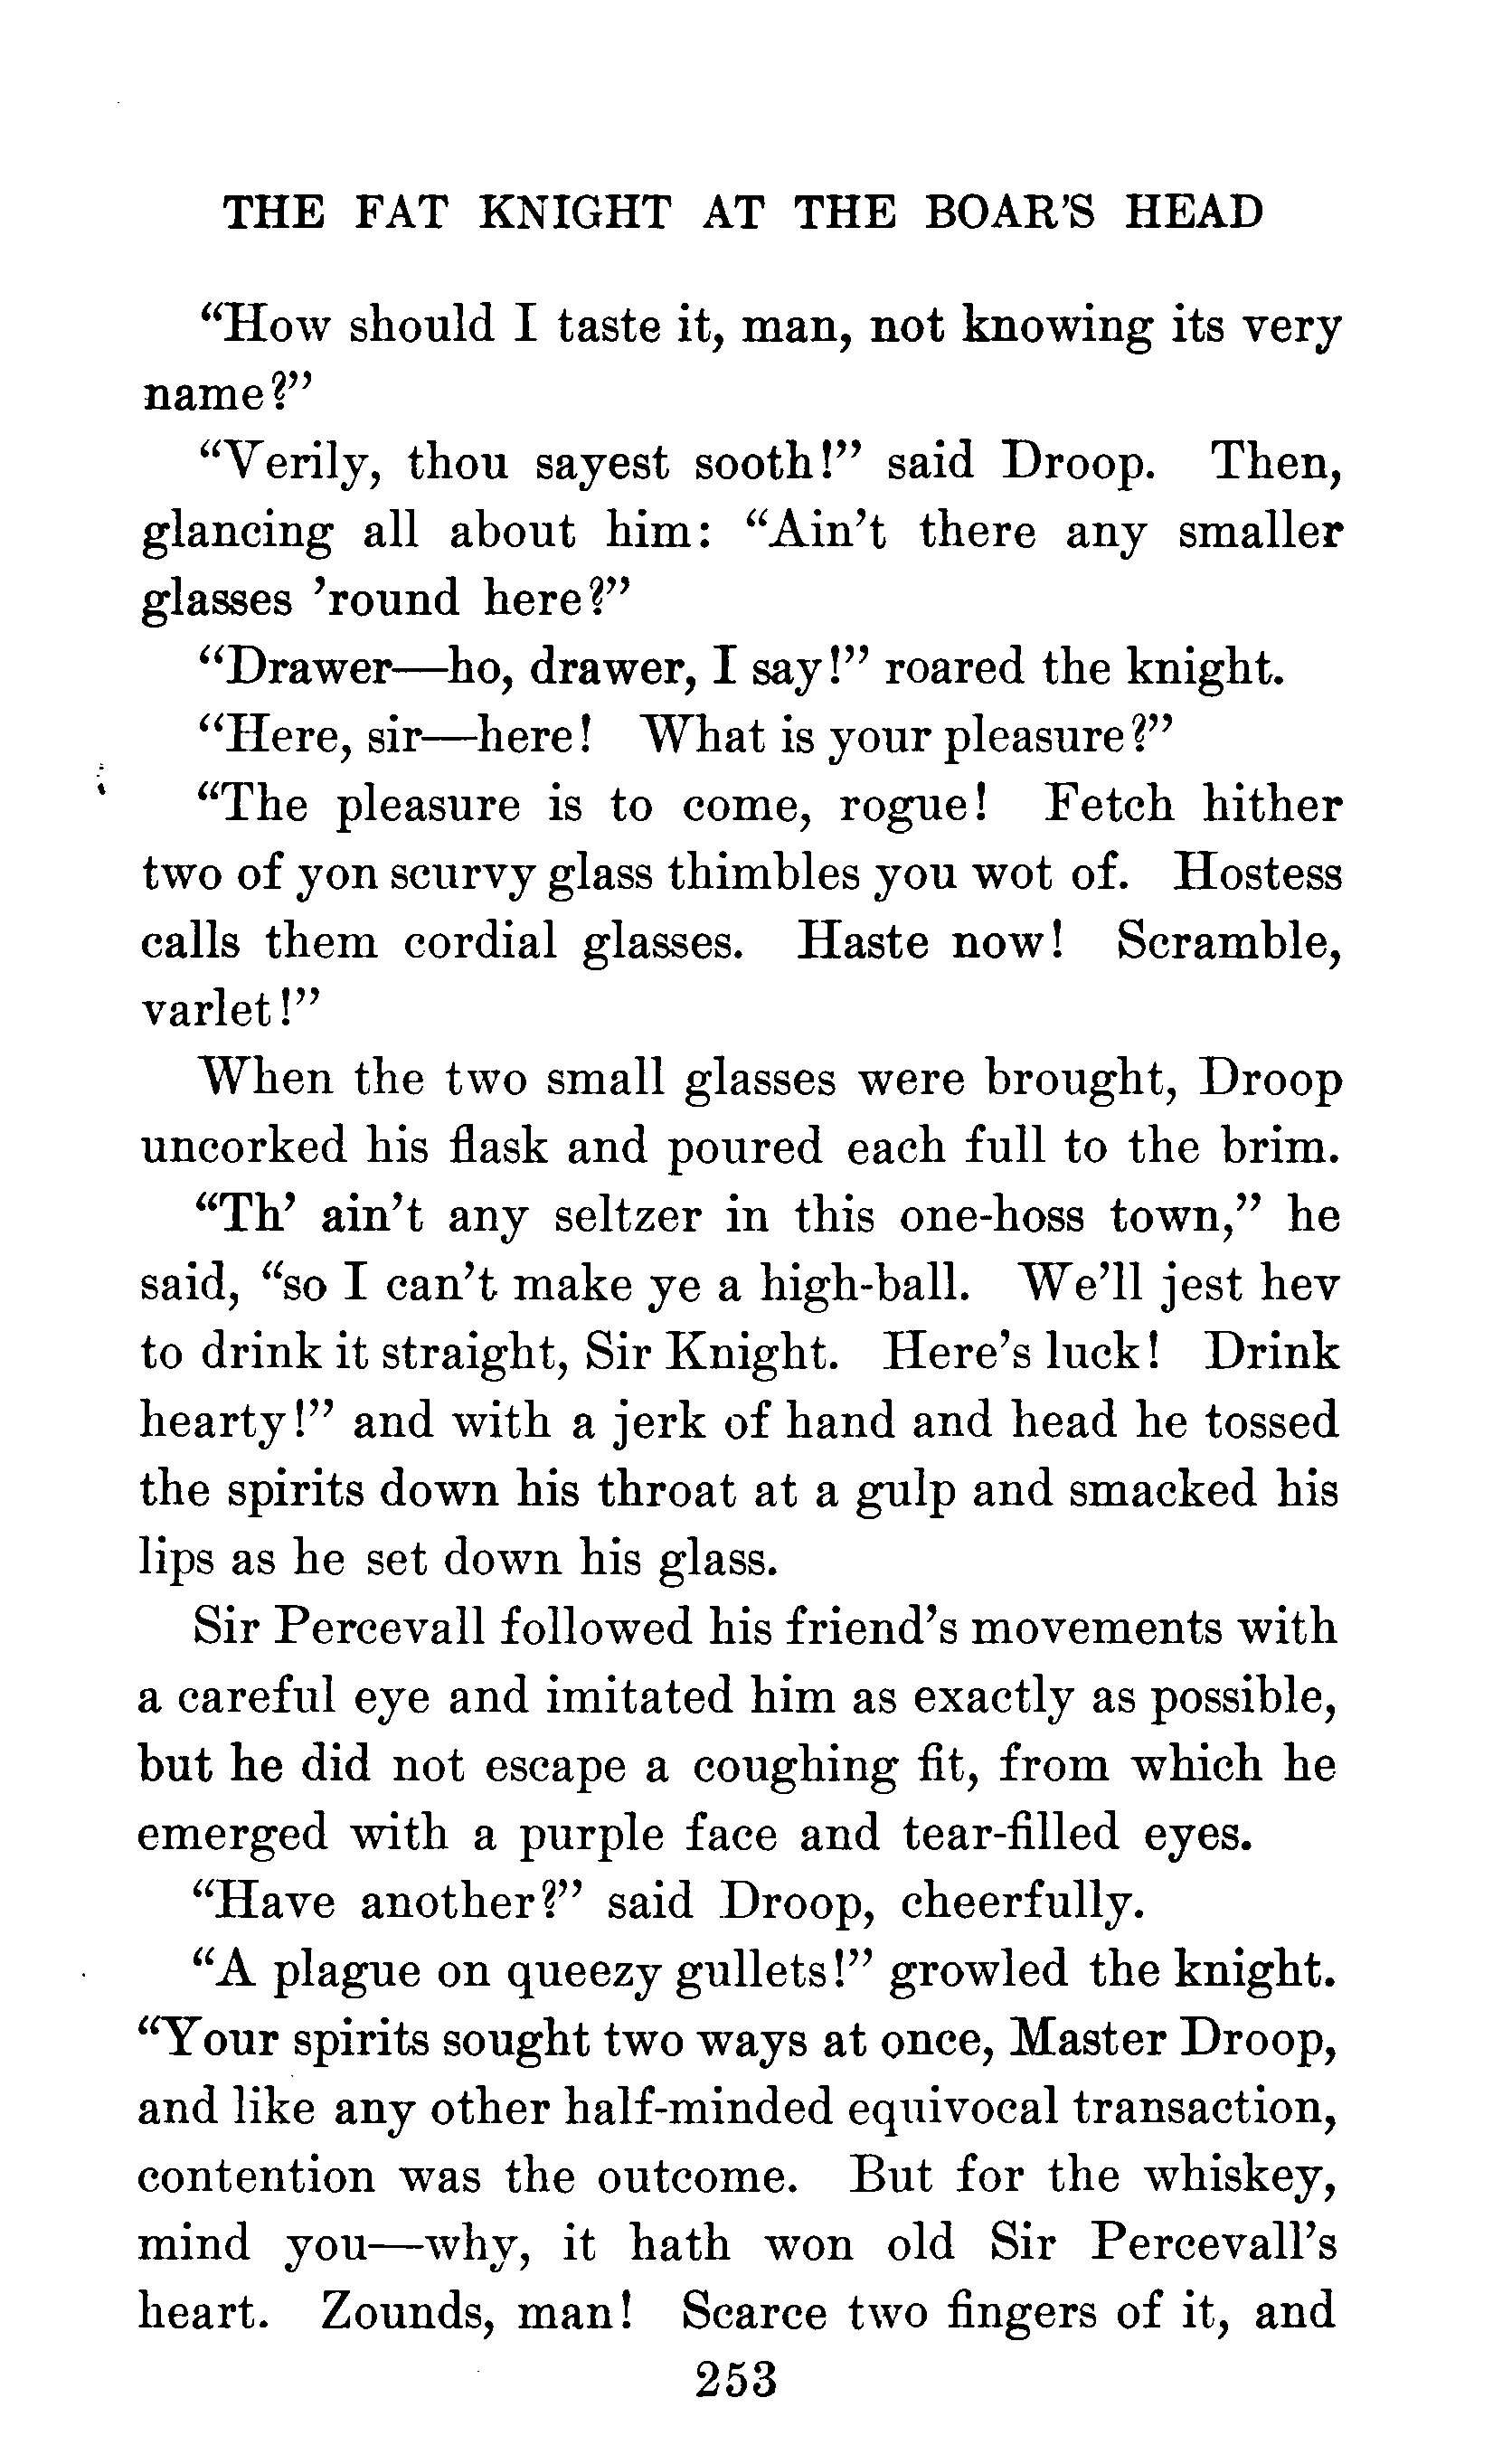 THE FAT KNIGHT AT THE BOAR'S HEAD
“How should I taste it, man, not knowing its very
name?”
“Verily, thou sayest sooth!” said Droop. Then,
glancing all about him: “Ain’t there any smaller
glasses ’round here?”
“Drawer—ho, drawer, I say!” roared the knight.
“Here, sir—here! What is your pleasure?”
“The pleasure is to come, rogue! Fetch hither
two of yon scurvy glass thimbles you wot of. Hostess
calls them cordial glasses. Haste now! Scramble,
varlet!”
When the two small glasses were brought, Droop
uncorked his flask and poured each full to the brim.
“Th’ ain’t any seltzer in this one-hoss town,” he
said, “so I can’t make ye a high-ball. We’ll jest hev
to drink it straight, Sir Knight. Here’s luck! Drink
hearty!” and with a jerk of hand and head he tossed
the spirits down his throat at a gulp and smacked his
lips as he set down his glass.
Sir Percevall followed his friend’s movements with
a careful eye and imitated him as exactly as possible,
but he did not escape a coughing fit, from which he
emerged with a purple face and tear-filled eyes.
“Have another?” said Droop, cheerfully.
“A plague on queezy gullets!” growled the knight.
“Your spirits sought two ways at once, Master Droop,
and like any other half-minded equivocal transaction,
contention was the outcome. But for the whiskey,
mind you—why, it hath won old Sir Percevall’s
heart. Zounds, man! Scarce two fingers of it, and
253